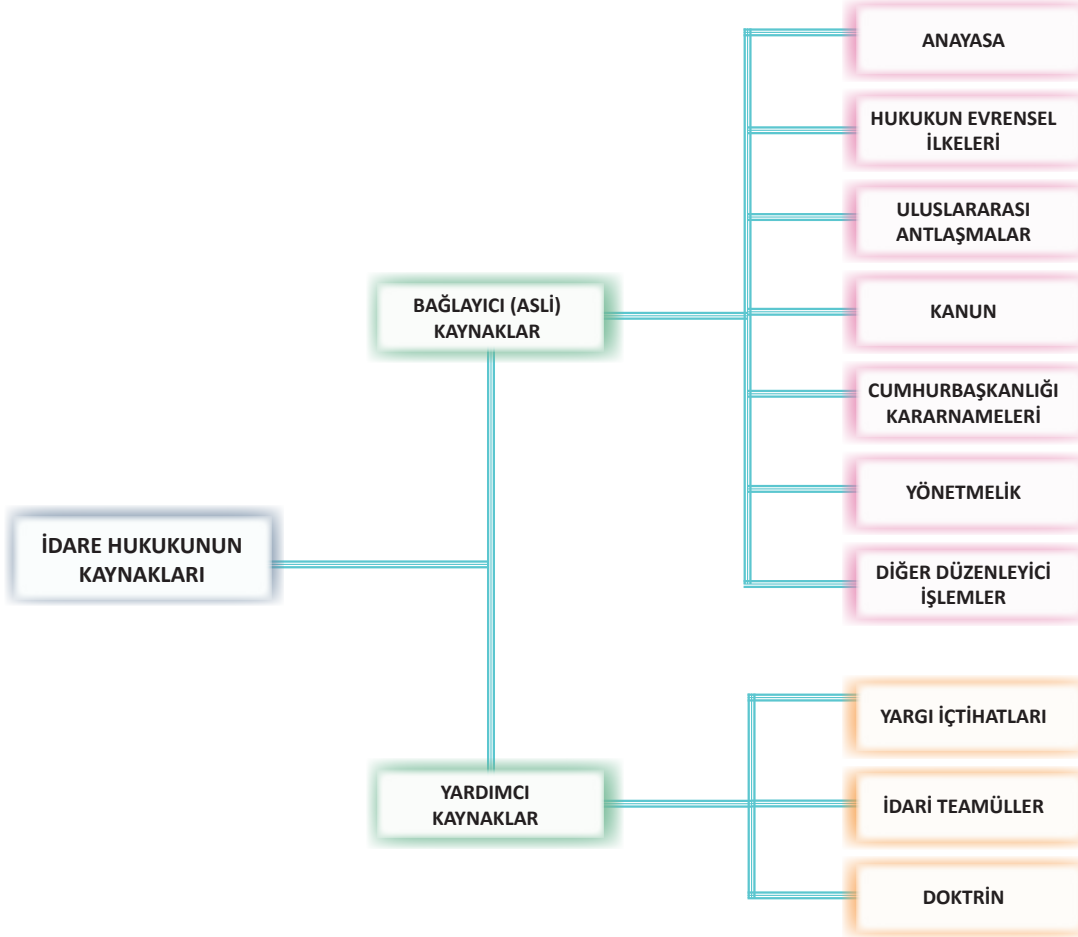 İDARE HUKUKUNUN
KAYNAKLARI
BAĞLAYICI (ASLİ)
KAYNAKLAR
ANAYASA
HUKUKUN EVRENSEL
İLKELERİ
ULUSLARARASI
ANTLAŞMALAR
KANUN
CUMHURBAŞKANLIĞI
KARARNAMELERİ
YÖNETMELİK
DİĞER DÜZENLEYİCİ
İŞLEMLER
YARDIMCI
KAYNAKLAR
YARGI İÇTİHATLARI
İDARİ TEAMÜLLER
DOKTRİN